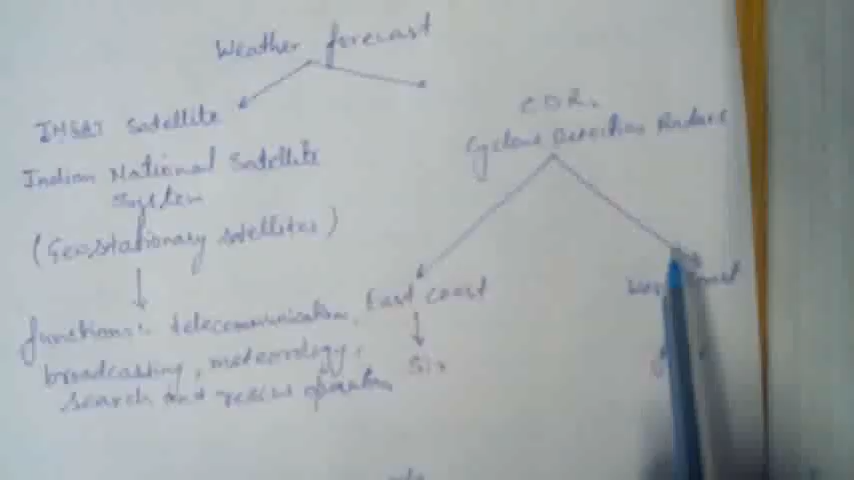 Weather forecast
INSAT Satellite
Indian National Satellite
System
(Geostationary satellites)
functions:- telecommunication,
broadcasting, meteorology,
search and rescue operation
CDR,
Cyclone Detection Radars
East coast
Six